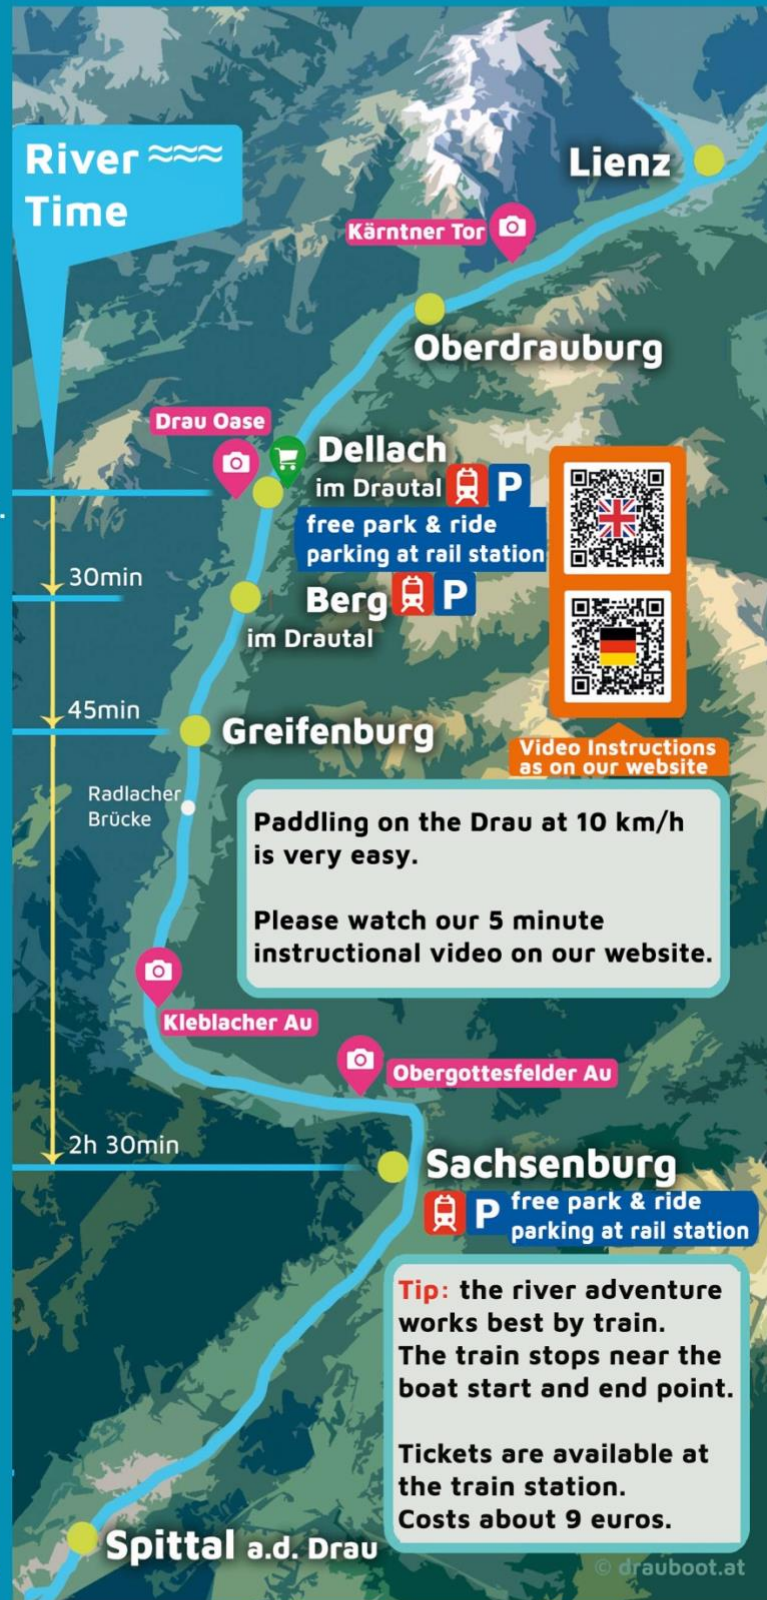 River
Time
Lienz
Kärntner Tor
Oberdrauburg
Drau Oase
Dellach
im Drautal
P
free park & ride
parking at rail station
30min
Berg
P
im Drautal
45min
Greifenburg
Video Instructions
as on our website
Radlacher
Brücke
Paddling on the Drau at 10 km/h
is very easy.
Please watch our 5 minute
instructional video on our website.
Kleblacher Au
Obergottesfelder Au
2h 30min
Sachsenburg
P
free park & ride
parking at rail station
Tip: the river adventure
works best by train.
The train stops near the
boat start and end point.
Tickets are available at
the train station.
Costs about 9 euros.
Spittal a.d. Drau
© drauboot.at